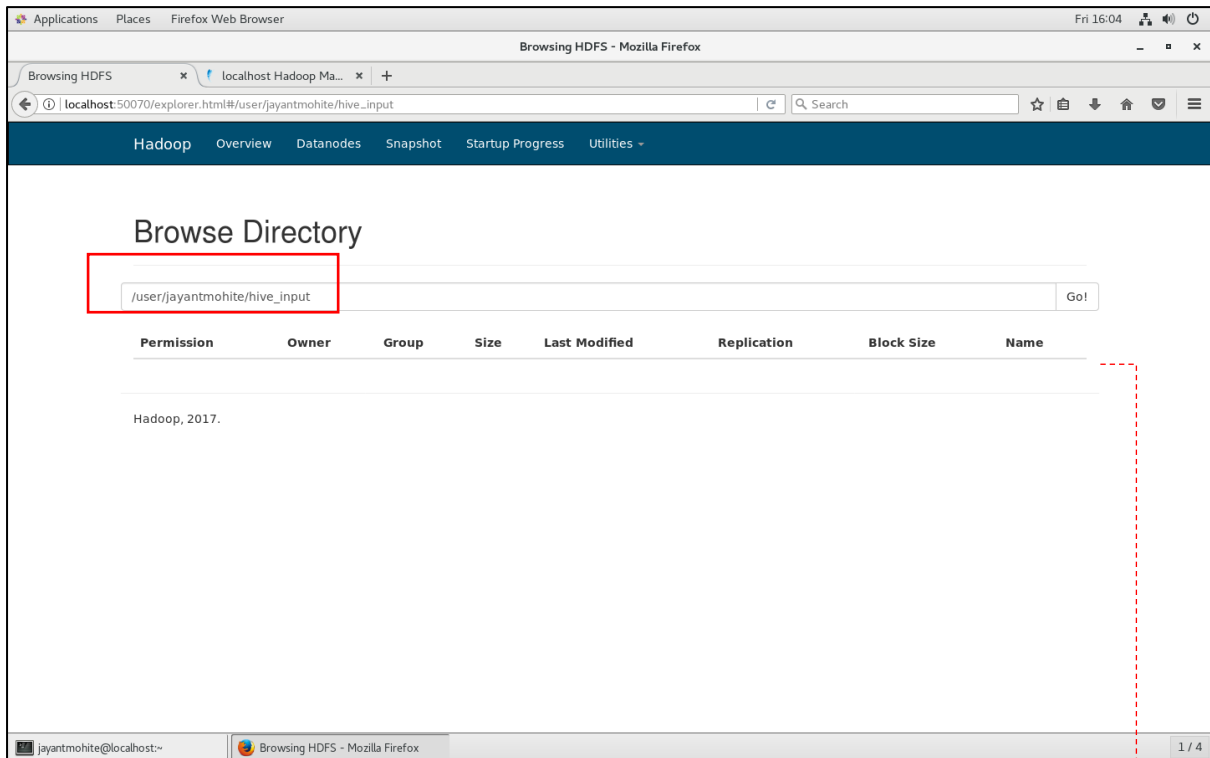 Applications Places Firefox Web Browser Fri 16:04
Browsing HDFS - Mozilla Firefox
Browsing HDFS localhost Hadoop Ma...
localhost:50070/explorer.html#/user/jayantmohite/hive_input Search
Hadoop Overview Datanodes Snapshot Startup Progress Utilities
Browse Directory
/user/jayantmohite/hive_input Go!
Permission Owner Group Size Last Modified Replication Block Size Name
Hadoop, 2017.
jayantmohite@localhost:~ Browsing HDFS - Mozilla Firefox 1 / 4